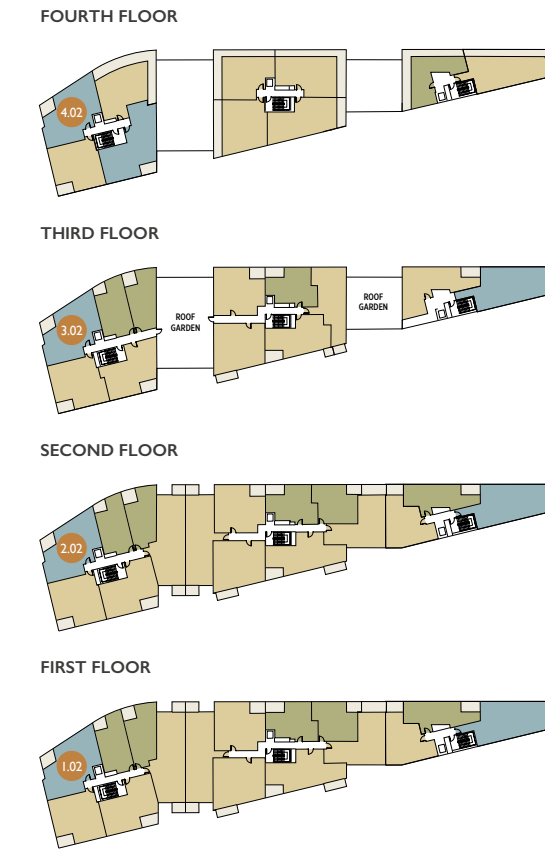 FOURTH FLOOR
4.02
THIRD FLOOR
3.02
ROOF
GARDEN
ROOF
GARDEN
SECOND FLOOR
2.02
FIRST FLOOR
1.02